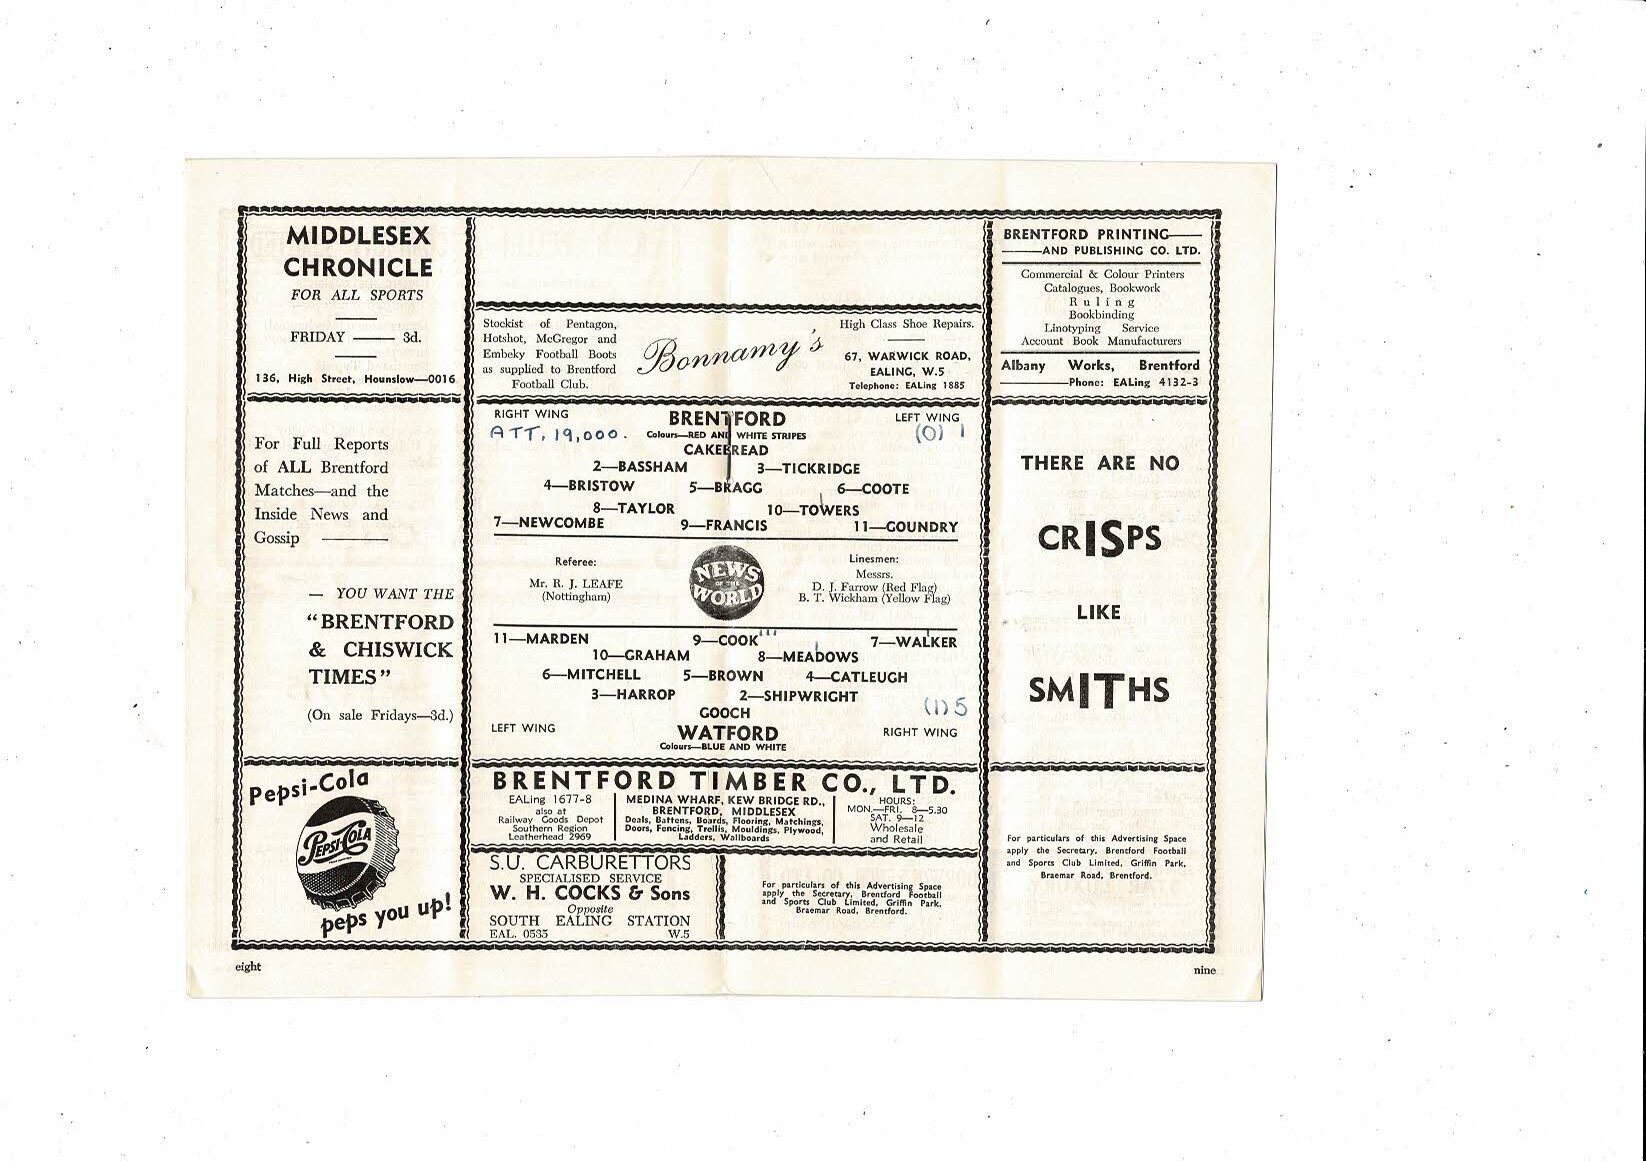 MIDDLESEX
CHRONICLE
FOR ALL SPORTS
FRIDAY —— 3d.
136, High Street, Hounslow—0016
For Full Reports
of ALL Brentford
Matches—and the
Inside News and
Gossip ————
— YOU WANT THE
"BRENTFORD
& CHISWICK
TIMES"
(On sale Fridays—3d.)
Pepsi-Cola
PEPSI-COLA
peps you up!
Stockist of Pentagon,
Hotshot, McGregor and
Embeky Football Boots
as supplied to Brentford
Football Club.
Bonnamy's
High Class Shoe Repairs.
67, WARWICK ROAD,
EALING, W.5
Telephone: EALing 1885
RIGHT WING BRENTFORD LEFT WING
ATT, 19,000. Colours—RED AND WHITE STRIPES (0) 1
CAKEBREAD
2—BASSHAM 3—TICKRIDGE
4—BRISTOW 5—BRAGG 6—COOTE
8—TAYLOR 10—TOWERS
7—NEWCOMBE 9—FRANCIS 11—GOUNDRY
Referee:
Mr. R. J. LEAFE
(Nottingham)
NEWS
OF THE
WORLD
Linesmen:
Messrs.
D. J. Farrow (Red Flag)
B. T. Wickham (Yellow Flag)
11—MARDEN 9—COOK 7—WALKER
10—GRAHAM 8—MEADOWS
6—MITCHELL 5—BROWN 4—CATLEUGH
3—HARROP 2—SHIPWRIGHT
GOOCH (1) 5
LEFT WING WATFORD RIGHT WING
Colours—BLUE AND WHITE
BRENTFORD TIMBER CO., LTD.
EALing 1677-8
also at
Railway Goods Depot
Southern Region
Leatherhead 2969
MEDINA WHARF, KEW BRIDGE RD.,
BRENTFORD, MIDDLESEX
Deals, Battens, Boards, Flooring, Matchings,
Doors, Fencing, Trellis, Mouldings, Plywood,
Ladders, Wallboards
HOURS:
MON.—FRI. 8—5.30
SAT. 9—12
Wholesale
and Retail
S.U. CARBURETTORS
SPECIALISED SERVICE
W. H. COCKS & Sons
Opposite
SOUTH EALING STATION
EAL. 0535 W.5
For particulars of this Advertising Space
apply the Secretary, Brentford Football
and Sports Club Limited, Griffin Park,
Braemar Road, Brentford.
BRENTFORD PRINTING——
——AND PUBLISHING CO. LTD.
Commercial & Colour Printers
Catalogues, Bookwork
Ruling
Bookbinding
Linotyping Service
Account Book Manufacturers
Albany Works, Brentford
————Phone: EALing 4132-3
THERE ARE NO
CRISPS
LIKE
SMITHS
For particulars of this Advertising Space
apply the Secretary, Brentford Football
and Sports Club Limited, Griffin Park,
Braemar Road, Brentford.
eight
nine